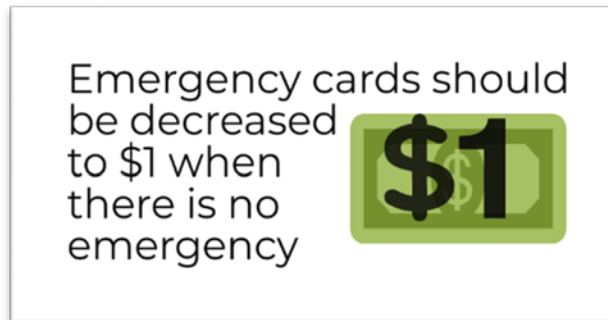 Emergency cards should
be decreased
to $1 when
there is no
emergency
$1
($)